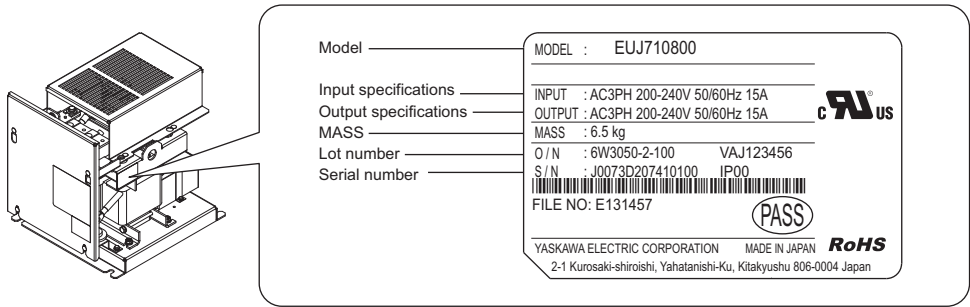 Model
Input specifications
Output specifications
MASS
Lot number
Serial number
MODEL : EUJ710800
INPUT : AC3PH 200-240V 50/60Hz 15A
OUTPUT : AC3PH 200-240V 50/60Hz 15A
MASS : 6.5 kg
O / N : 6W3050-2-100 VAJ123456
S / N : J0073D207410100 IP00
FILE NO: E131457
PASS
YASKAWA ELECTRIC CORPORATION MADE IN JAPAN
2-1 Kurosaki-shiroishi, Yahatanishi-Ku, Kitakyushu 806-0004 Japan
c RU ® US
RoHS